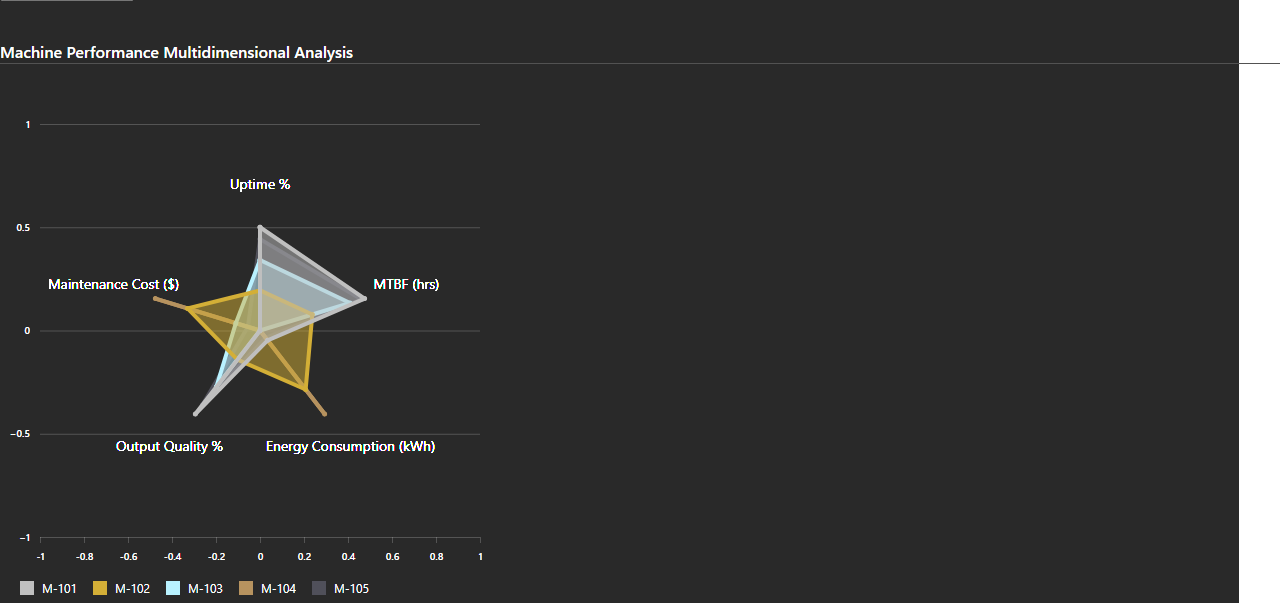 Machine Performance Multidimensional Analysis
1
Uptime %
0.5
Maintenance Cost ($)
MTBF (hrs)
0
−0.5
Output Quality %
Energy Consumption (kWh)
−1
-1 -0.8 -0.6 -0.4 -0.2 0 0.2 0.4 0.6 0.8 1
M-101 M-102 M-103 M-104 M-105